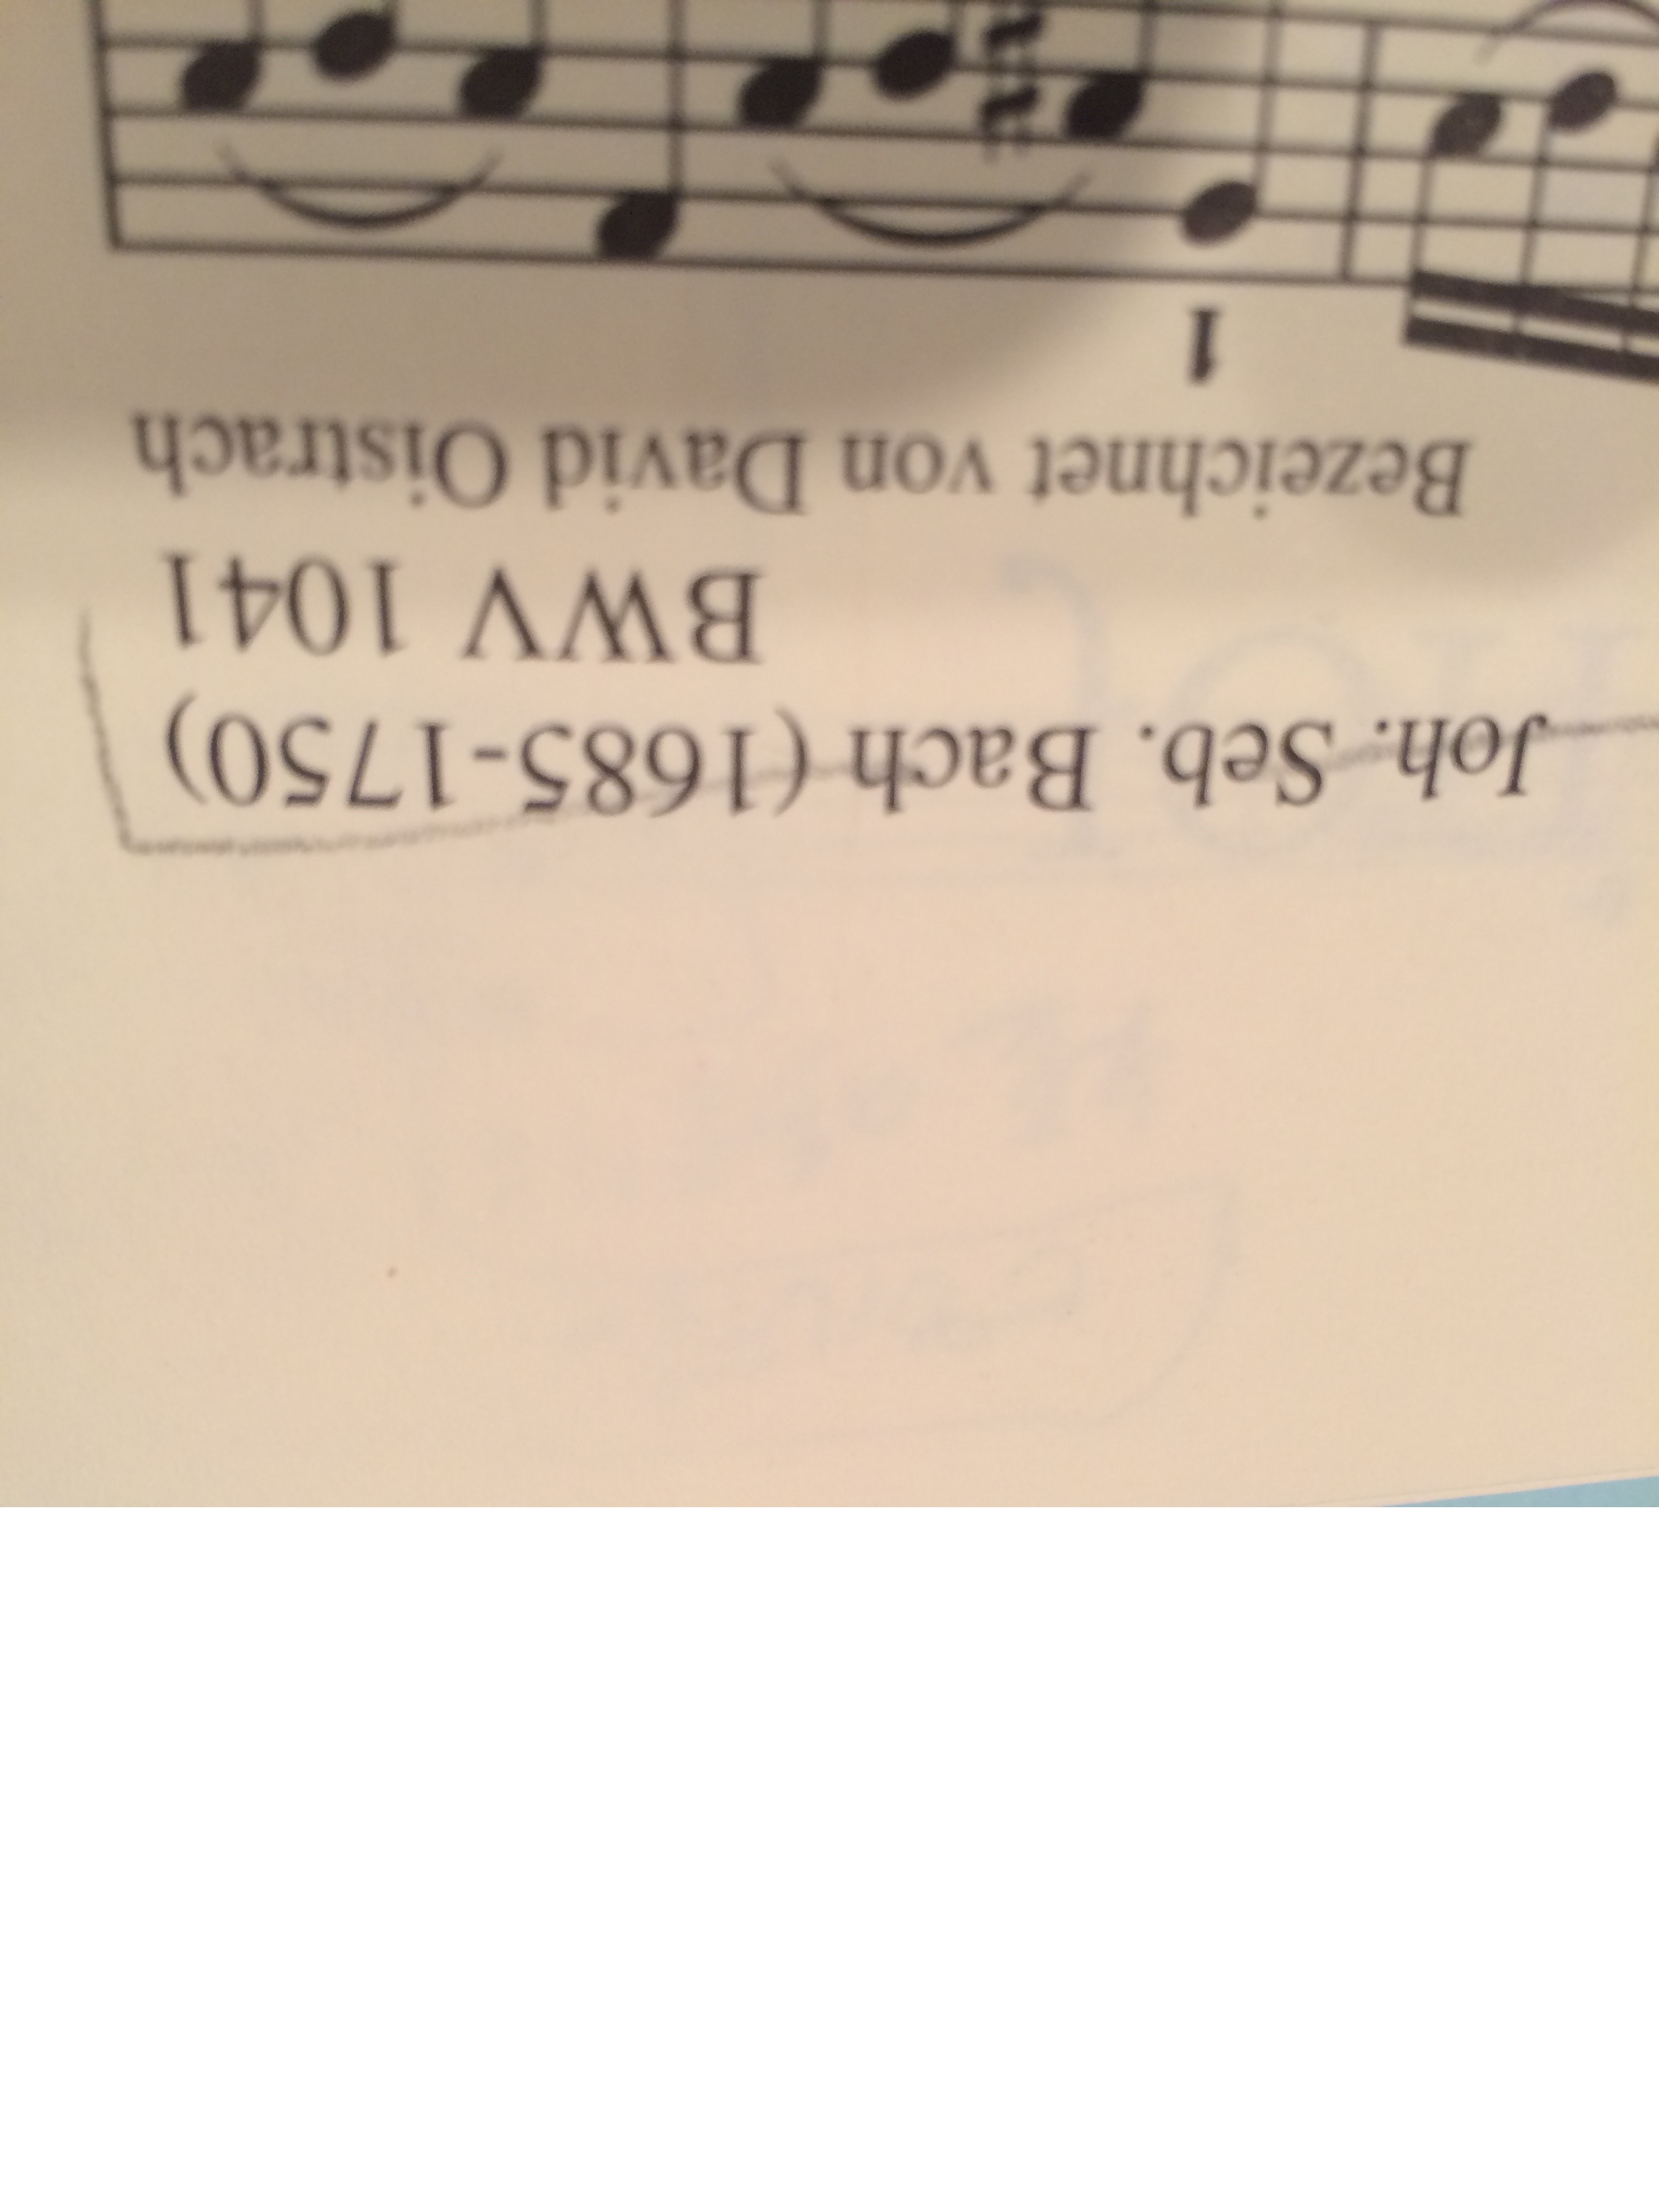 Joh. Seb. Bach (1685-1750)
BWV 1041
Bezeichnet von David Oistrach
1